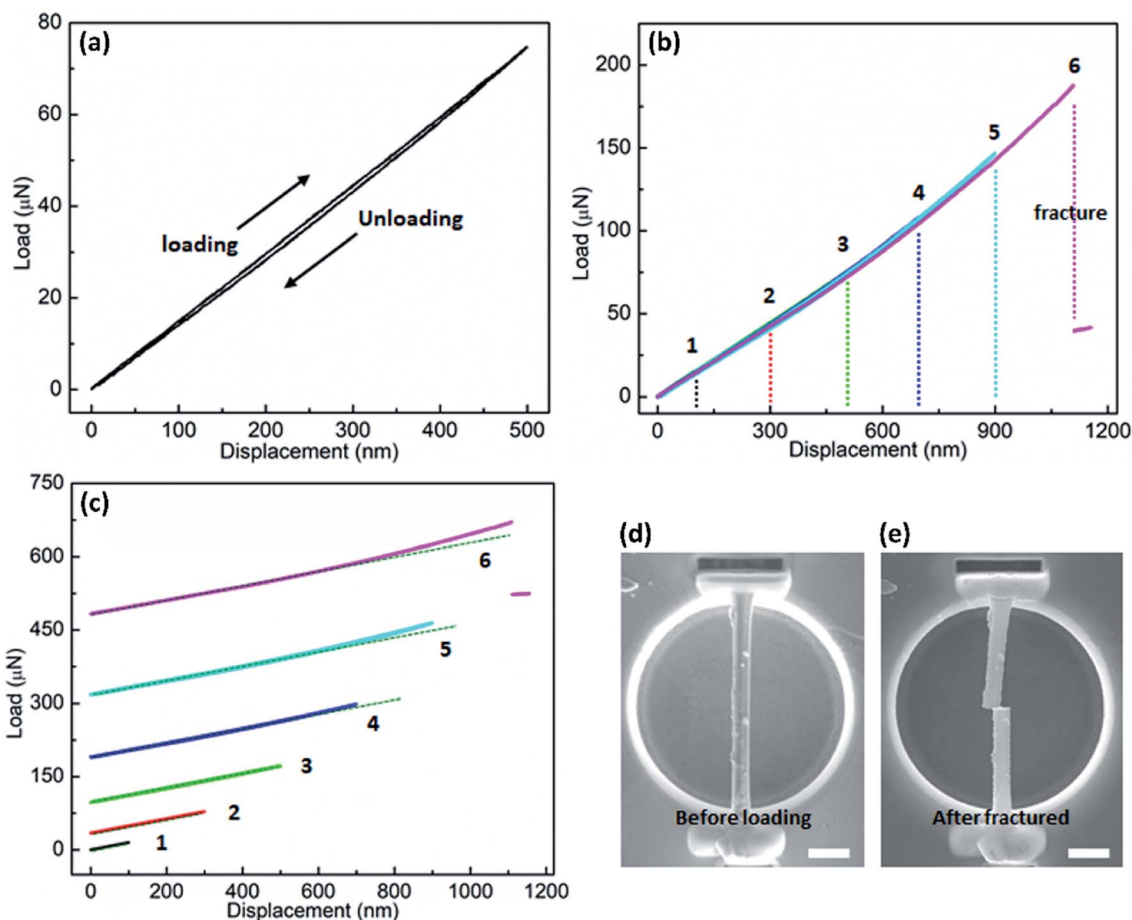 (a)
80
60
40
20
0
Load (μN)
loading
Unloading
0 100 200 300 400 500
Displacement (nm)
(b)
200
150
100
50
0
Load (μN)
1
2
3
4
5
6
fracture
0 300 600 900 1200
Displacement (nm)
(c)
750
600
450
300
150
0
Load (μN)
6
5
4
3
2
1
0 200 400 600 800 1000 1200
Displacement (nm)
(d)
Before loading
(e)
After fractured